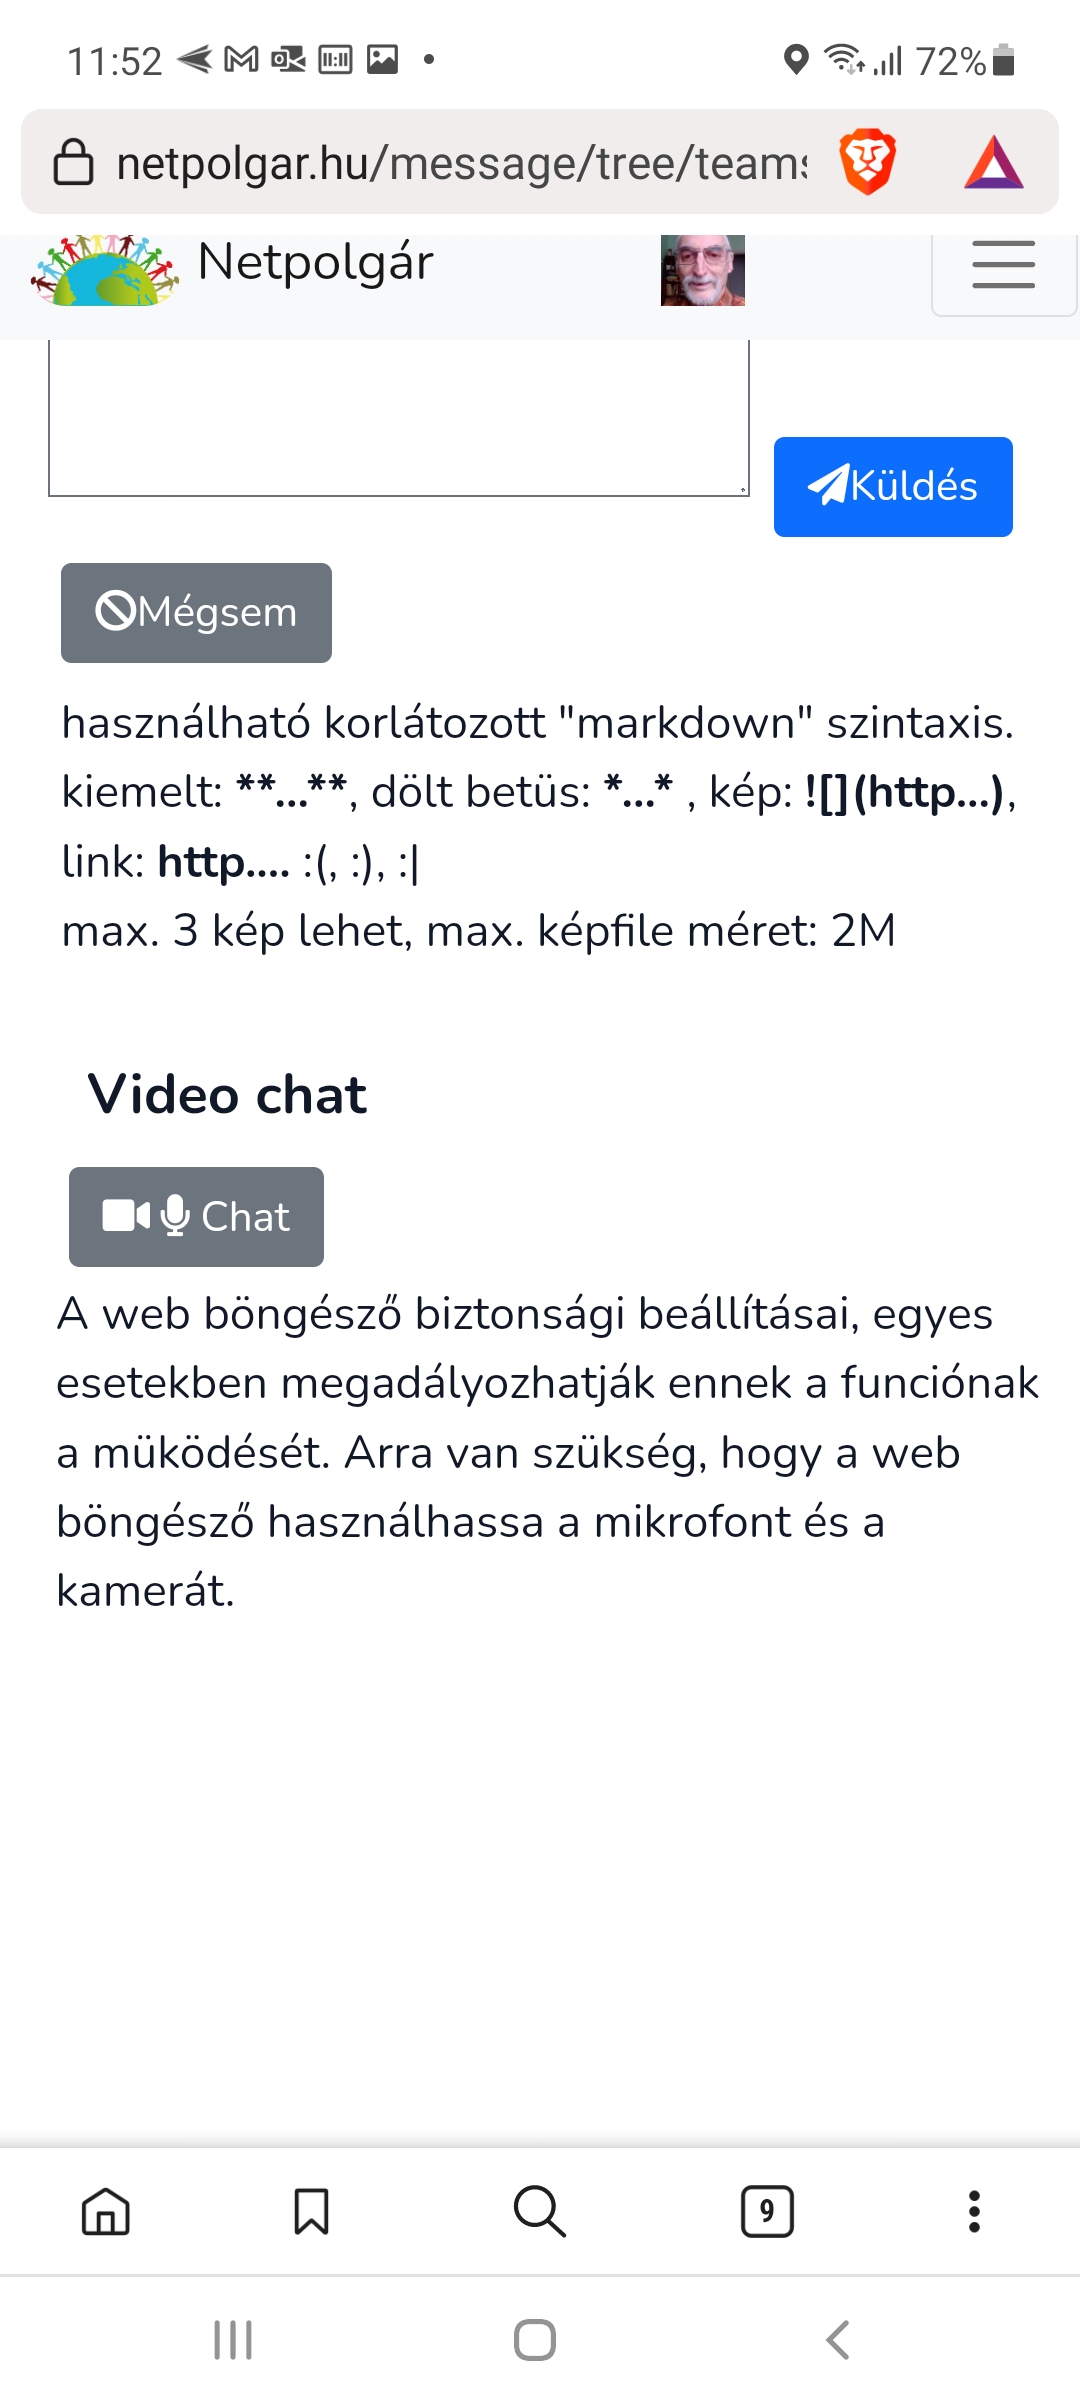 11:52
72%
netpolgar.hu/message/tree/teams
Netpolgár
Küldés
Mégsem
használható korlátozott "markdown" szintaxis.
kiemelt: **...**, dölt betüs: *...* , kép: ![](http...),
link: http.... :(, :), :|
max. 3 kép lehet, max. képfile méret: 2M
Video chat
Chat
A web böngésző biztonsági beállításai, egyes
esetekben megadályozhatják ennek a funciónak
a müködését. Arra van szükség, hogy a web
böngésző használhassa a mikrofont és a
kamerát.
9